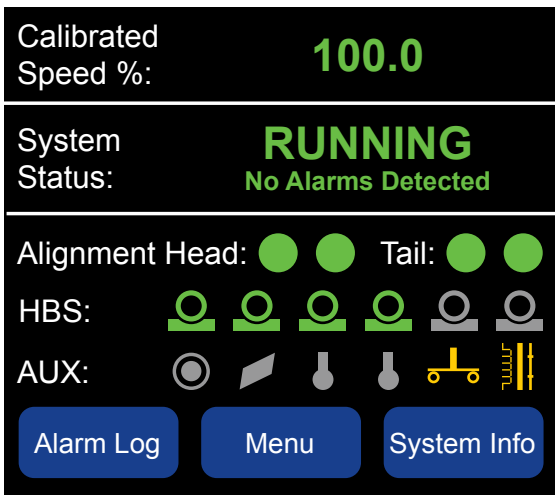 Calibrated
Speed %:
100.0
System
Status:
RUNNING
No Alarms Detected
Alignment Head:
Tail:
HBS:
AUX:
Alarm Log
Menu
System Info